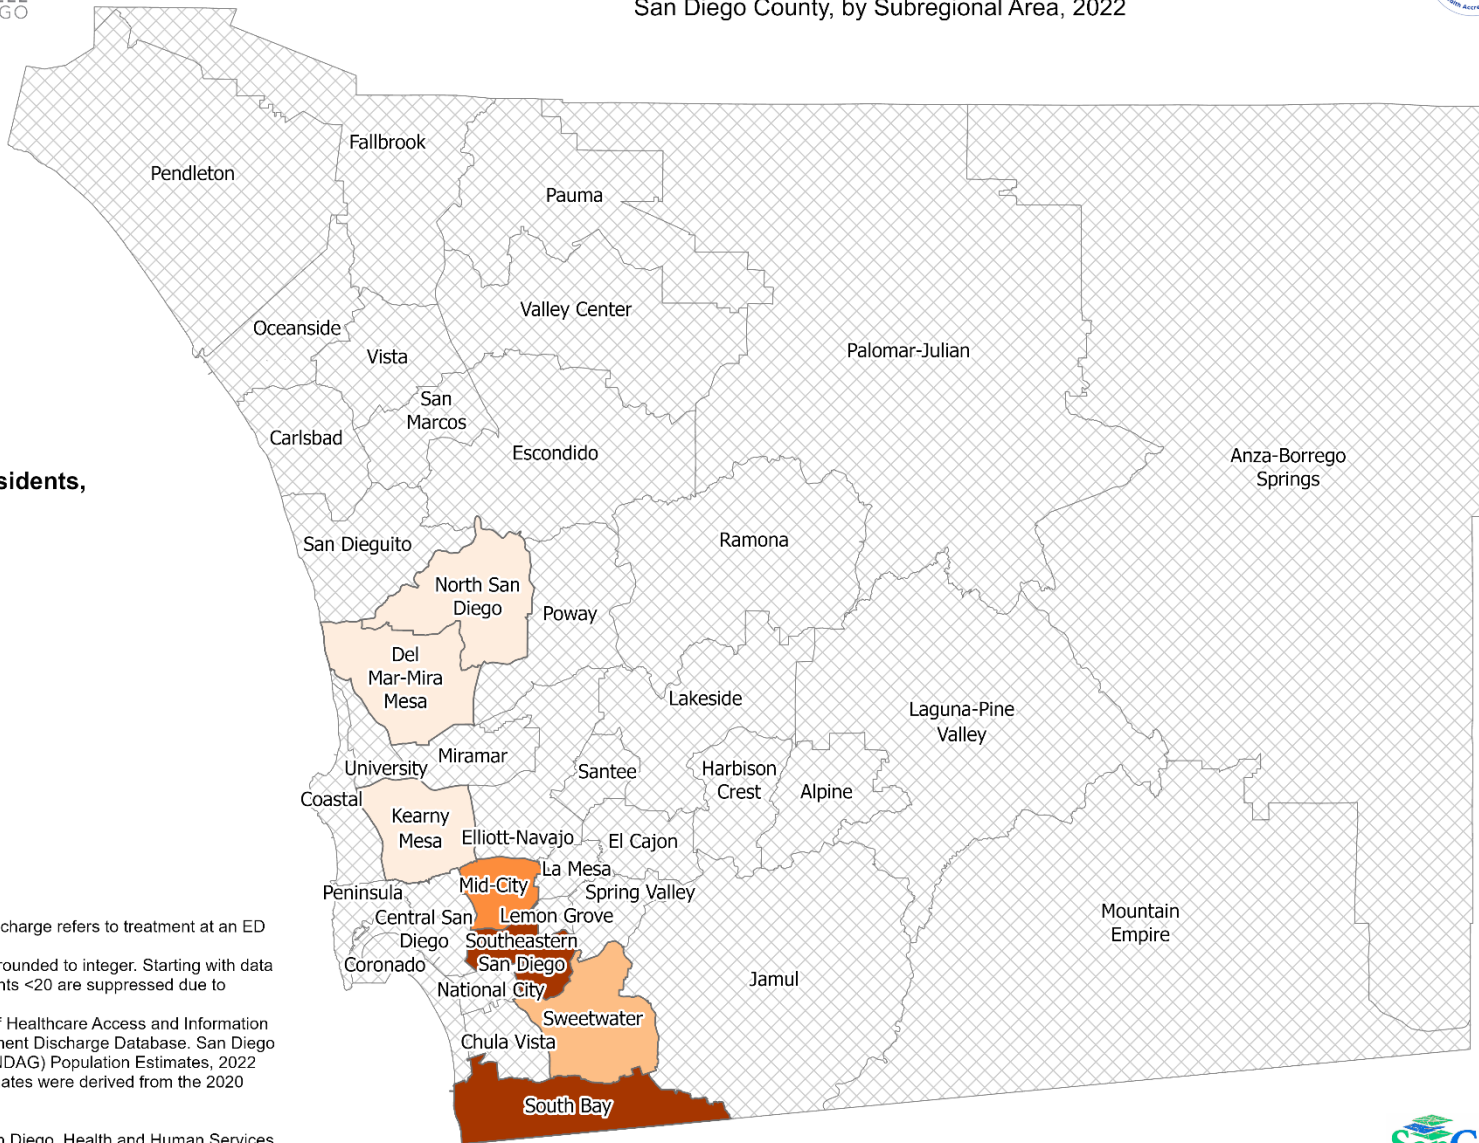 GO
San Diego County, by Subregional Area, 2022
Fallbrook
Pendleton
Pauma
Valley Center
Oceanside
Vista
Palomar-Julian
San
Marcos
Carlsbad
Escondido
Anza-Borrego
Springs
sidents,
San Dieguito
Ramona
North San
Diego
Poway
Del
Mar-Mira
Mesa
Lakeside
Laguna-Pine
Valley
Miramar
University
Santee
Harbison
Crest
Alpine
Coastal
Kearny
Mesa
Elliott-Navajo
El Cajon
La Mesa
Mid-City
Peninsula
Spring Valley
Central San
Diego
Lemon Grove
Mountain
Empire
Southeastern
San Diego
Coronado
Jamul
National City
Sweetwater
Chula Vista
South Bay
charge refers to treatment at an ED
rounded to integer. Starting with data
nts <20 are suppressed due to
f Healthcare Access and Information
nent Discharge Database. San Diego
NDAG) Population Estimates, 2022
ates were derived from the 2020
n Diego, Health and Human Services